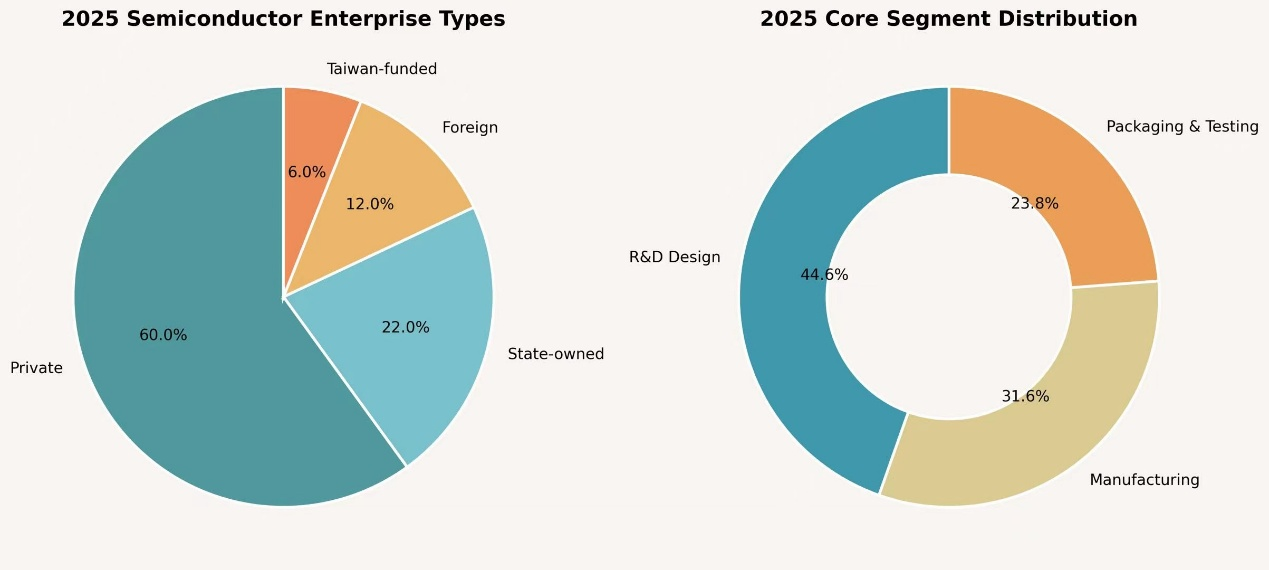 2025 Semiconductor Enterprise Types
Taiwan-funded
Foreign
6.0%
12.0%
22.0%
60.0%
State-owned
Private
2025 Core Segment Distribution
Packaging & Testing
23.8%
R&D Design
44.6%
31.6%
Manufacturing